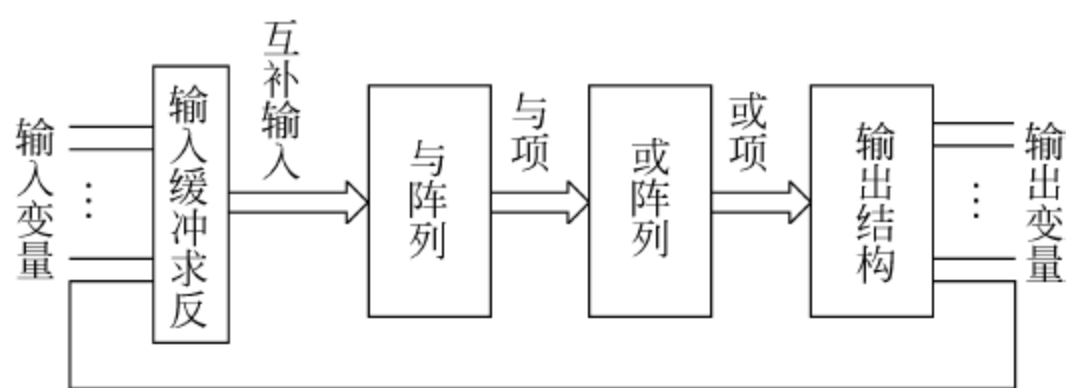 输入变量
输入缓冲求反
互补输入
与阵列
与项
或阵列
或项
输出结构
输出变量